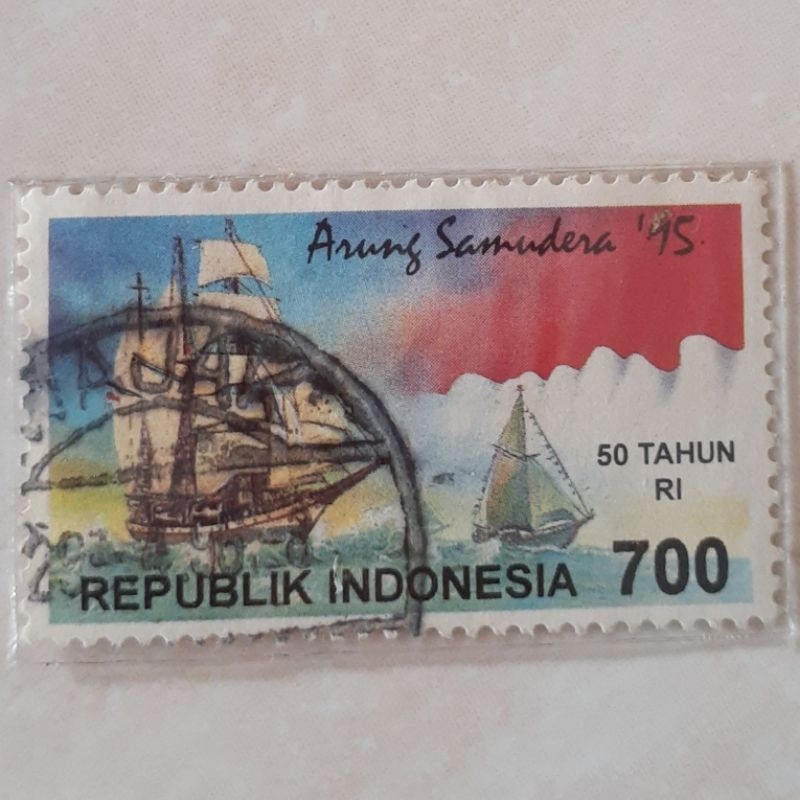 Arung Samudera '95
50 TAHUN
RI
REPUBLIK INDONESIA 700